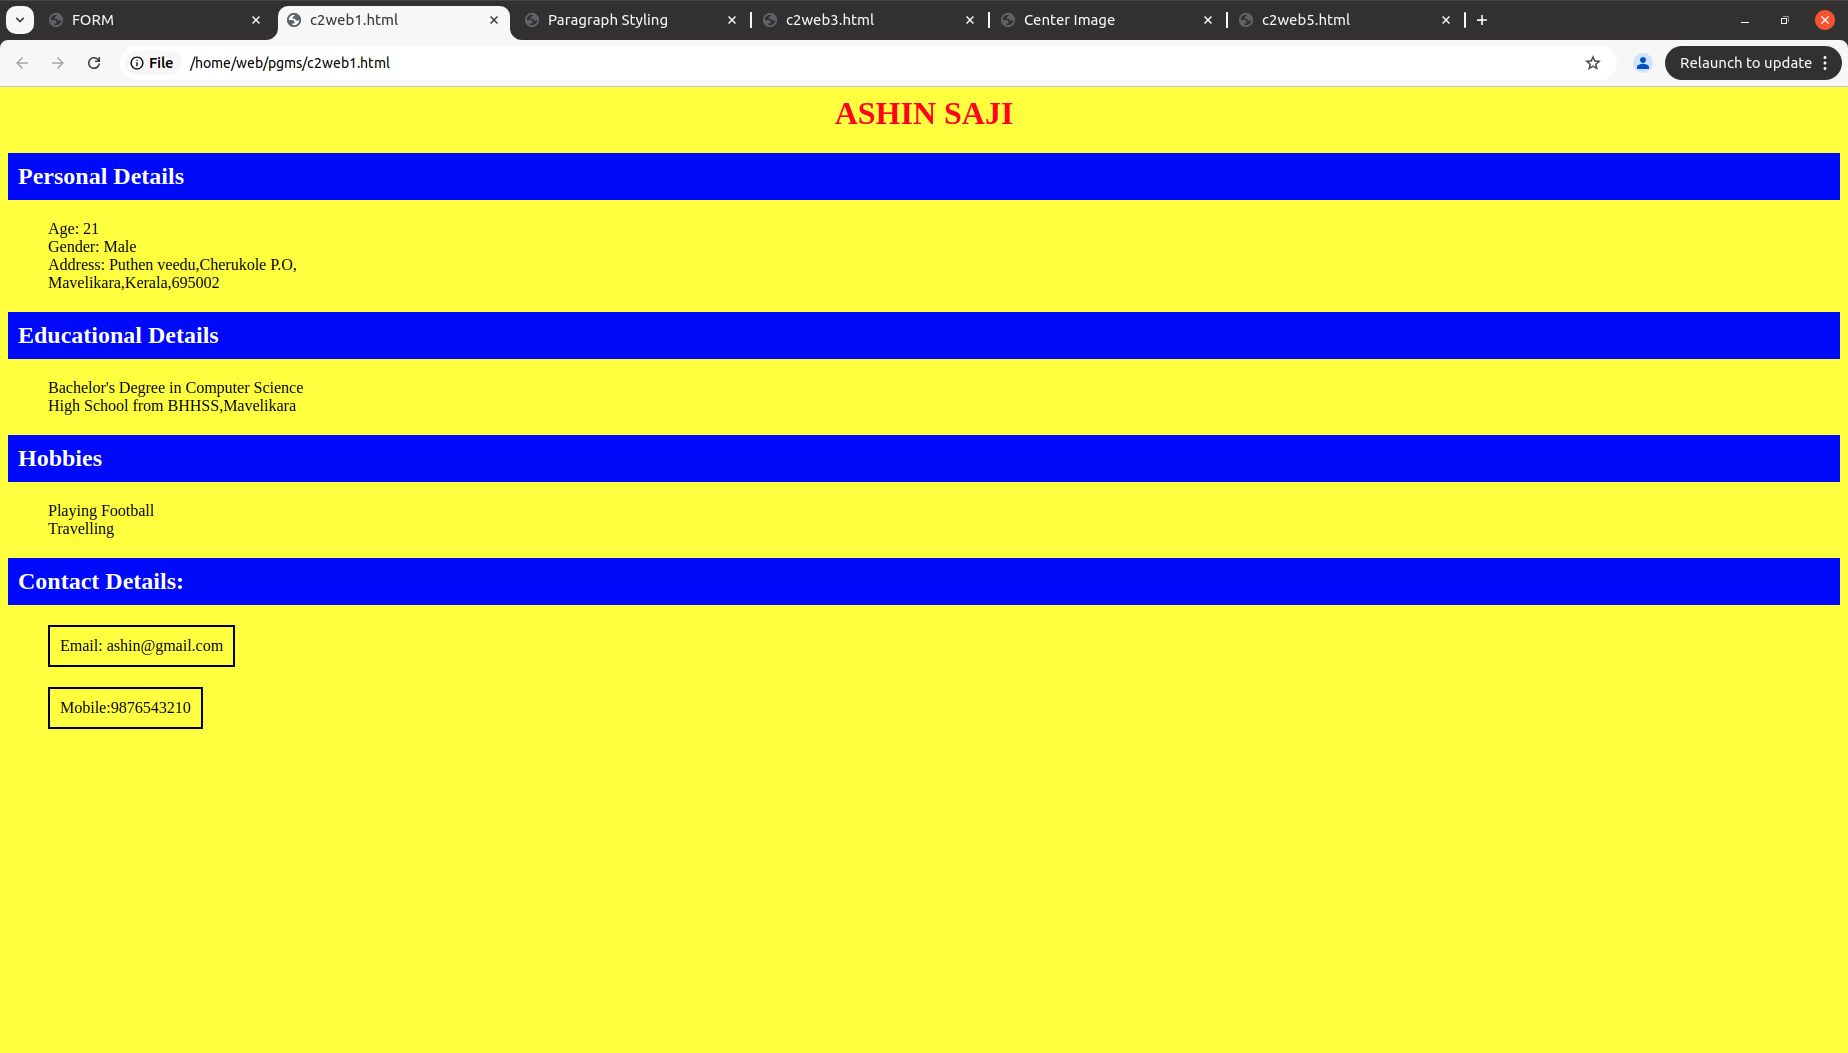 FORM
c2web1.html
Paragraph Styling
c2web3.html
Center Image
c2web5.html
File
/home/web/pgms/c2web1.html
Relaunch to update
ASHIN SAJI
Personal Details
Age: 21
Gender: Male
Address: Puthen veedu,Cherukole P.O,
Mavelikara,Kerala,695002
Educational Details
Bachelor's Degree in Computer Science
High School from BHHSS,Mavelikara
Hobbies
Playing Football
Travelling
Contact Details:
Email: ashin@gmail.com
Mobile:9876543210